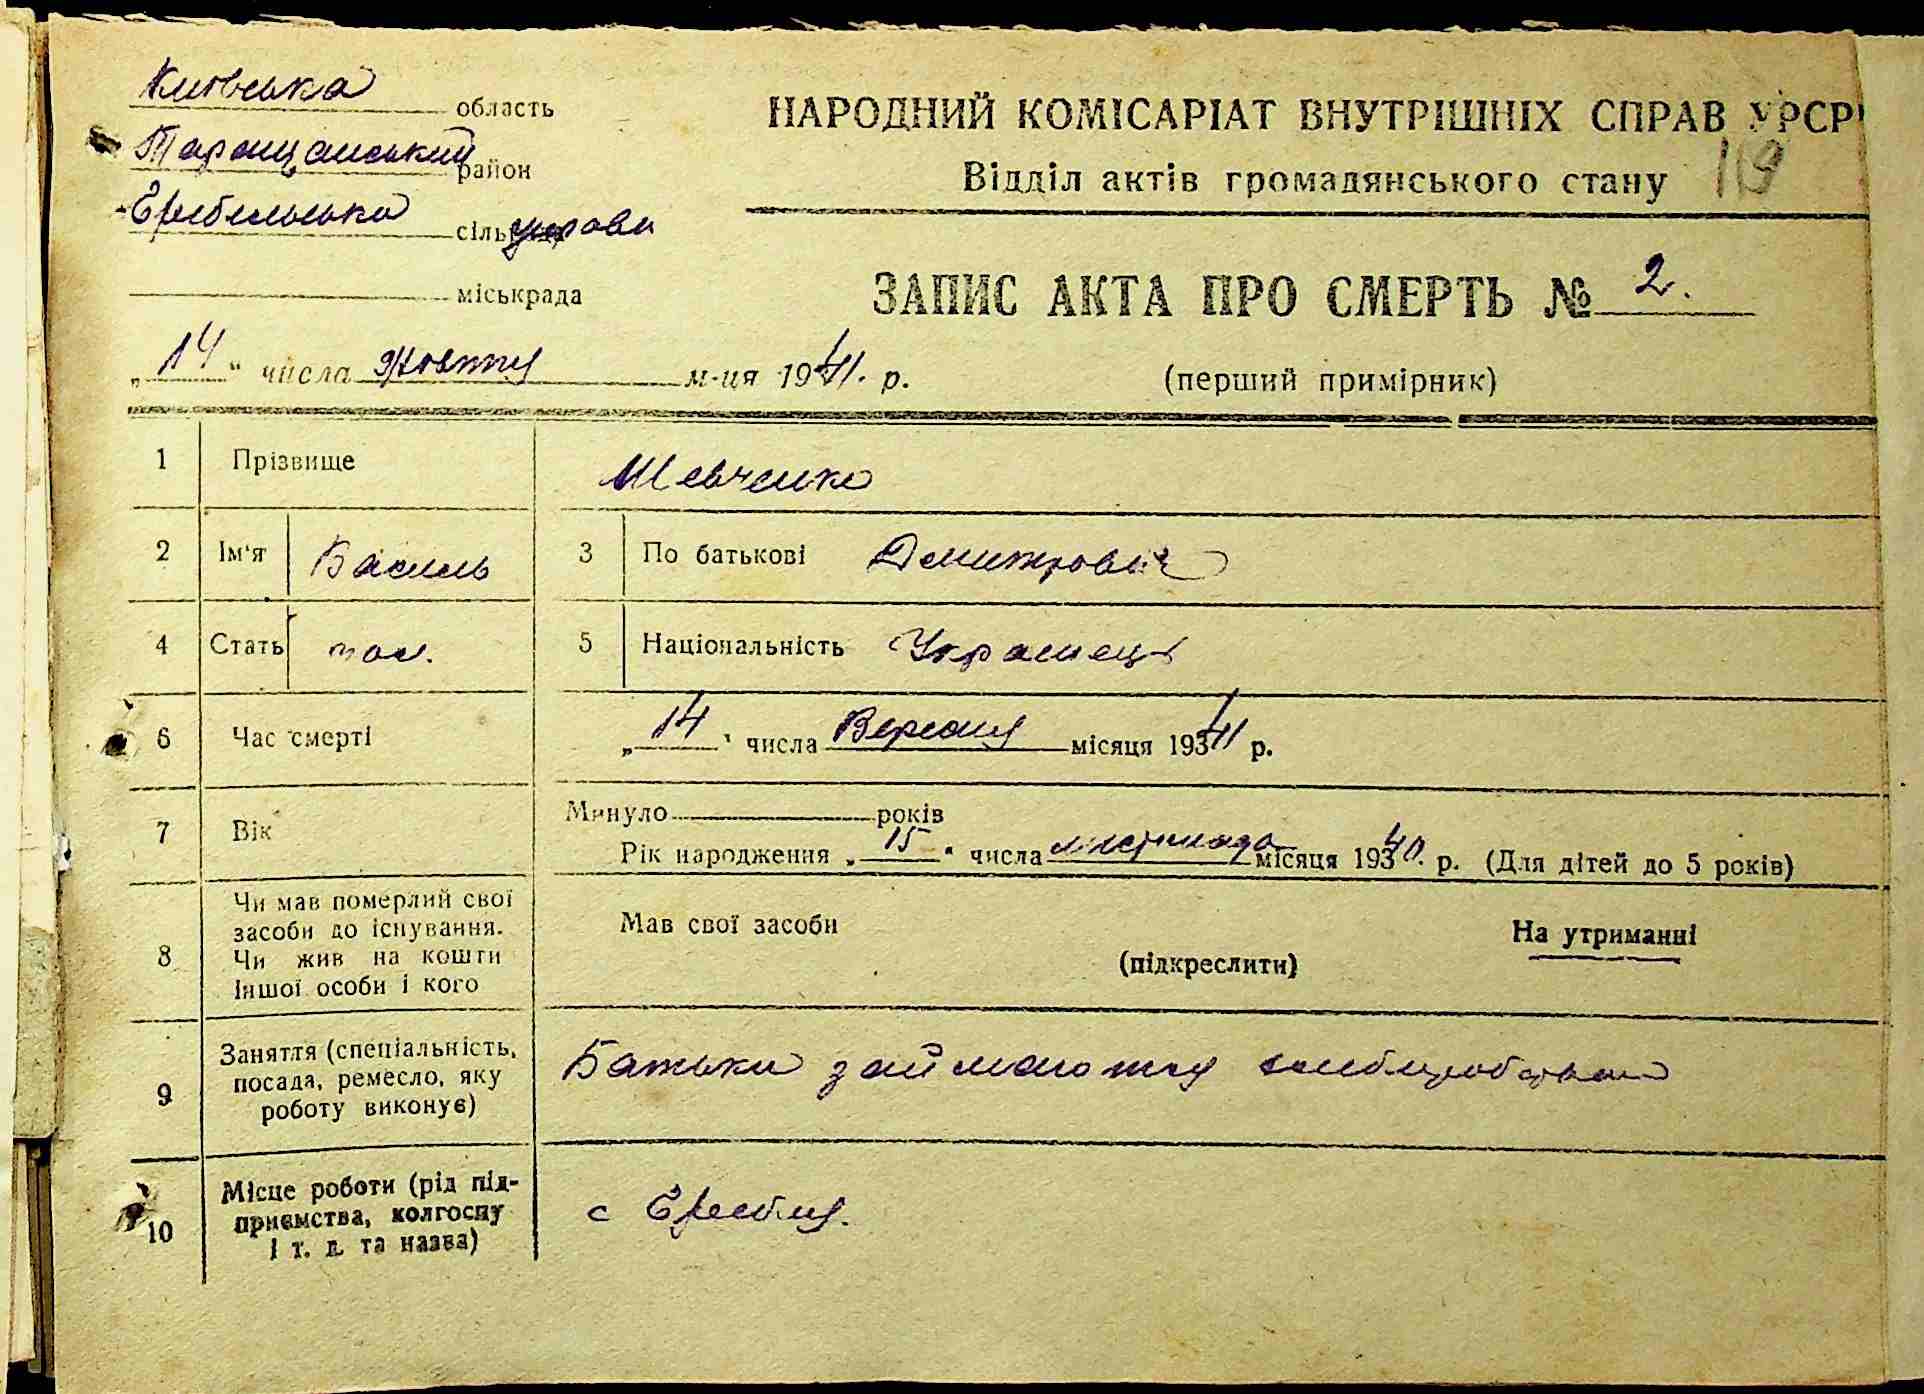 Київська область
Таращанський район
сільуправа
міськрада
НАРОДНИЙ КОМІСАРІАТ ВНУТРІШНІХ СПРАВ УРСР
Відділ актів громадянського стану
119
ЗАПИС АКТА ПРО СМЕРТЬ № 2.
„14“ числа жовтня м-ця 1941. р.
(перший примірник)
1 Прізвище Шевченко
2 Ім'я Василь 3 По батькові Дмитрович
4 Стать чол. 5 Національність Українець
6 Час смерті „14“ числа Вересня місяця 1941 р.
7 Вік Минуло років
Рік народження „15“ числа листопада місяця 1940. р. (Для дітей до 5 років)
8 Чи мав померлий свої
засоби до існування.
Чи жив на кошти
іншої особи і кого
Мав свої засоби
(підкреслити)
На утриманні
9 Заняття (спеціальність,
посада, ремесло, яку
роботу виконує)
Батьки займаються
10 Місце роботи (рід під-
приємства, колгоспу
і т. д. та назва)
с